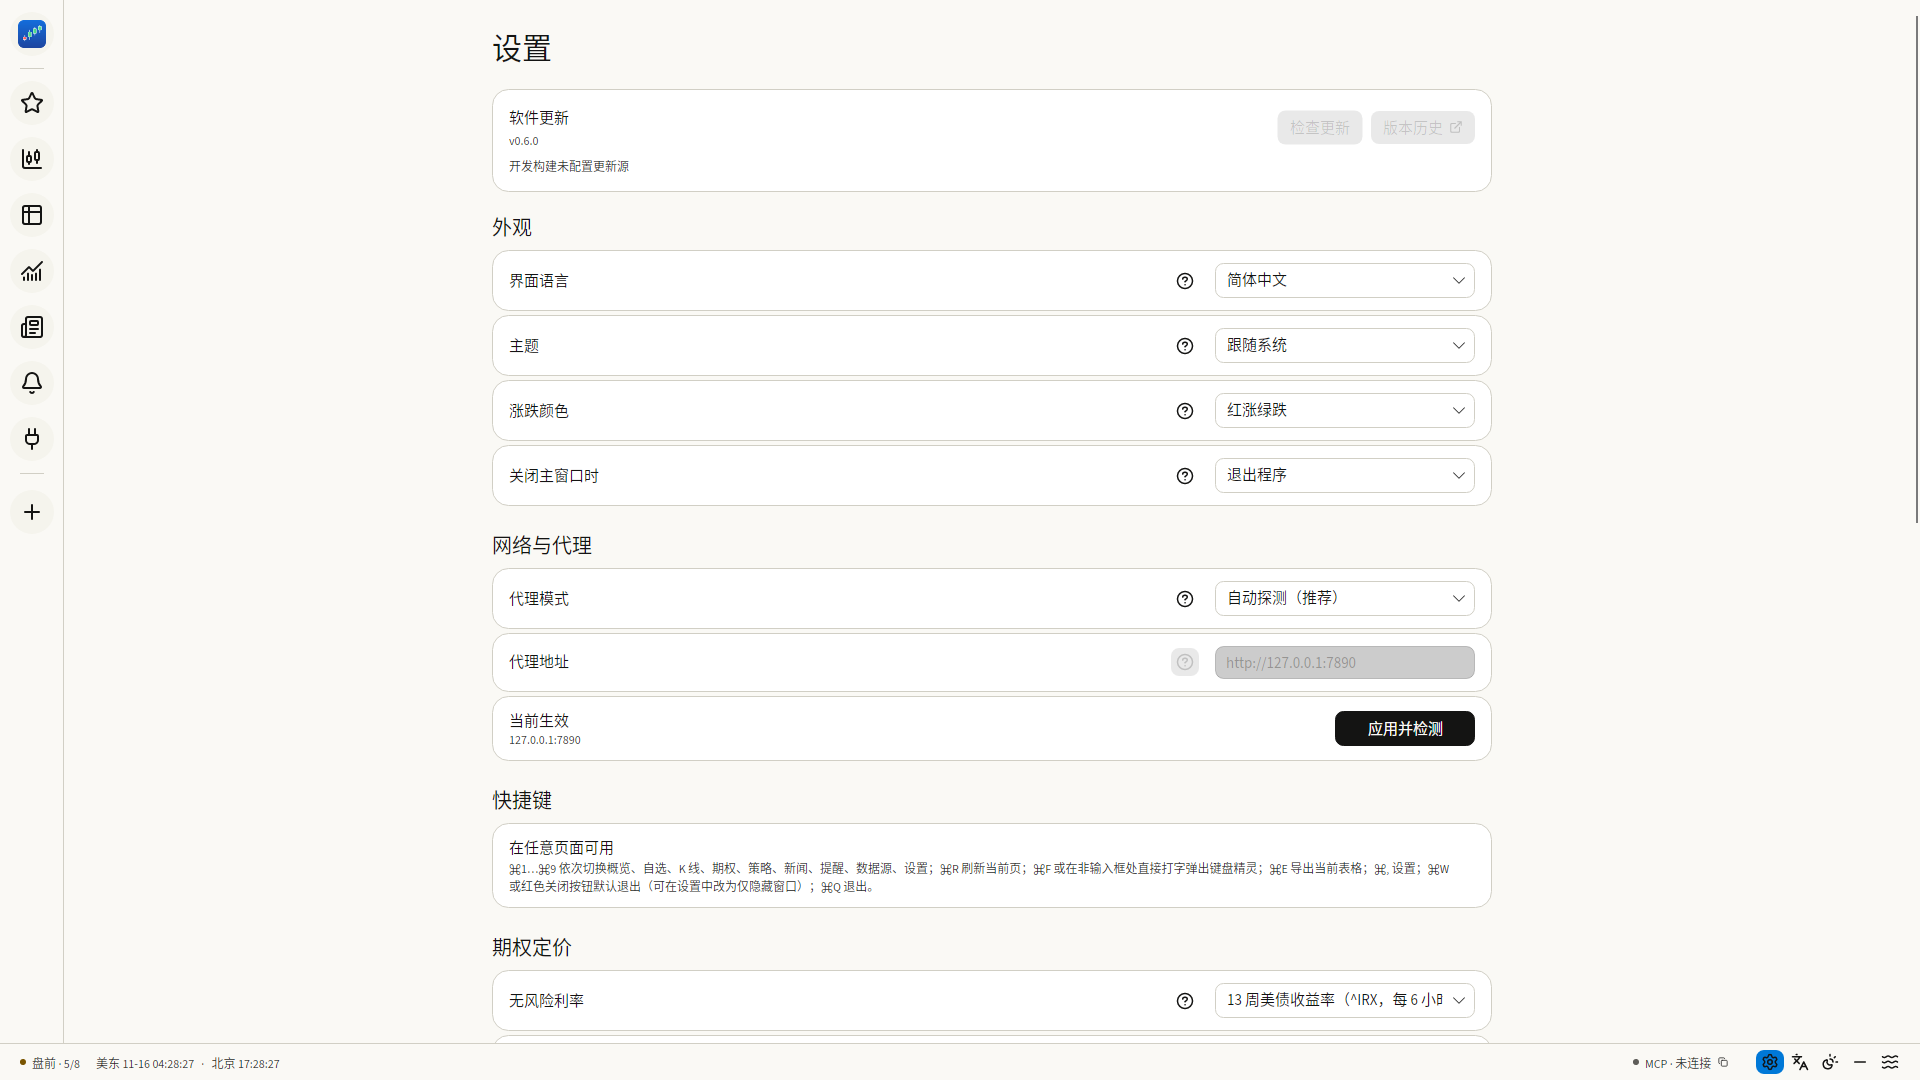 设置
软件更新
v0.6.0
开发构建未配置更新源
检查更新
版本历史
外观
界面语言
简体中文
主题
跟随系统
涨跌颜色
红涨绿跌
关闭主窗口时
退出程序
网络与代理
代理模式
自动探测（推荐）
代理地址
http://127.0.0.1:7890
当前生效
127.0.0.1:7890
应用并检测
快捷键
在任意页面可用
⌘1…⌘9 依次切换概览、自选、K 线、期权、策略、新闻、提醒、数据源、设置；⌘R 刷新当前页；⌘F 或在非输入框处直接打字弹出键盘精灵；⌘E 导出当前表格；⌘, 设置；⌘W
或红色关闭按钮默认退出（可在设置中改为仅隐藏窗口）；⌘Q 退出。
期权定价
无风险利率
13 周美债收益率（^IRX，每 6 小
盘前 · 5/8 美东 11-16 04:28:27 · 北京 17:28:27
MCP · 未连接